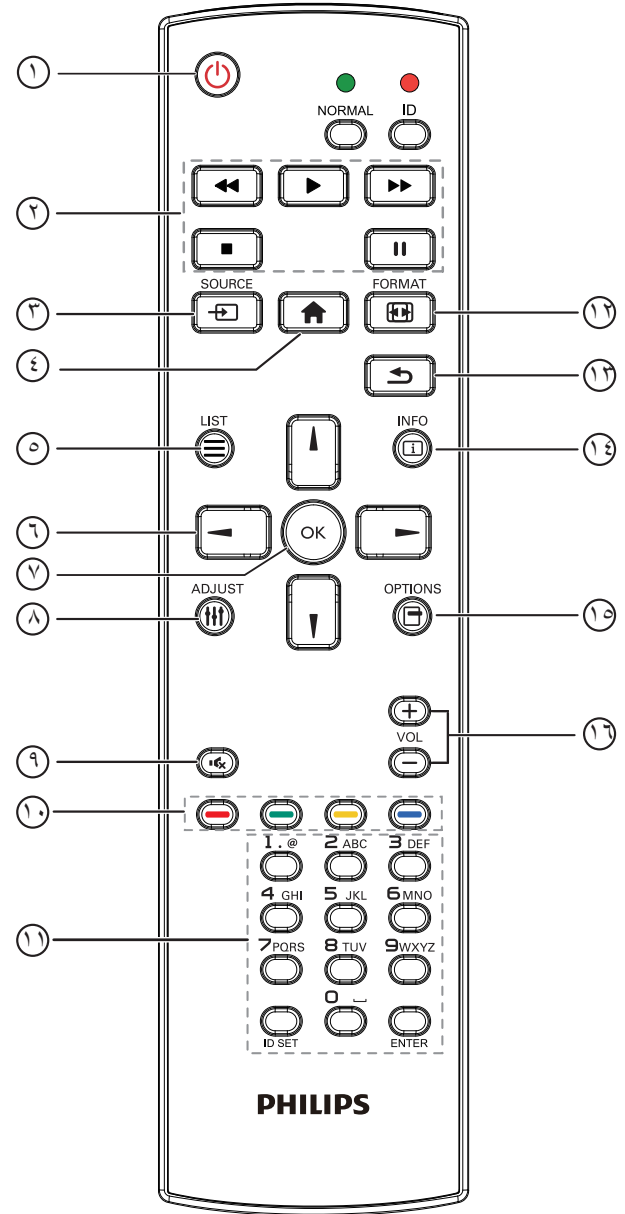 ١
NORMAL ID
٢
SOURCE FORMAT
٣ ١٢
٤ ١٣
LIST INFO
٥ ١٤
٦ OK
٧
ADJUST OPTIONS
٨ ١٥
VOL ١٦
٩
١٠
1 . @ 2 ABC 3 DEF
4 GHI 5 JKL 6 MNO
١١
7 PQRS 8 TUV 9 WXYZ
0 ⎵
ID SET ENTER
PHILIPS